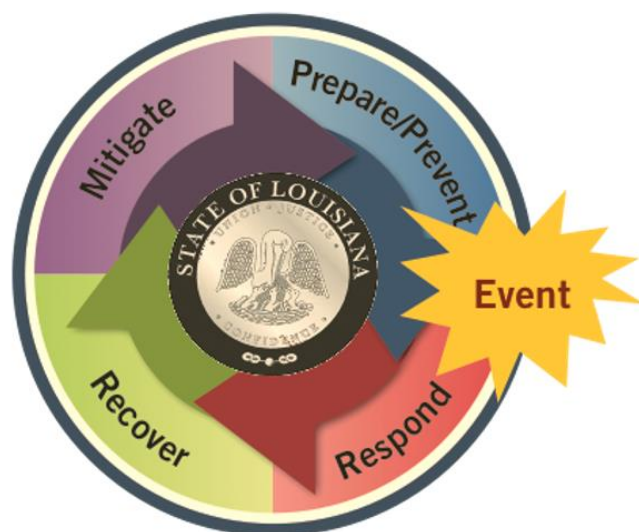 Mitigate
Prepare/Prevent
STATE OF LOUISIANA
UNION · JUSTICE
CONFIDENCE
Event
Recover
Respond